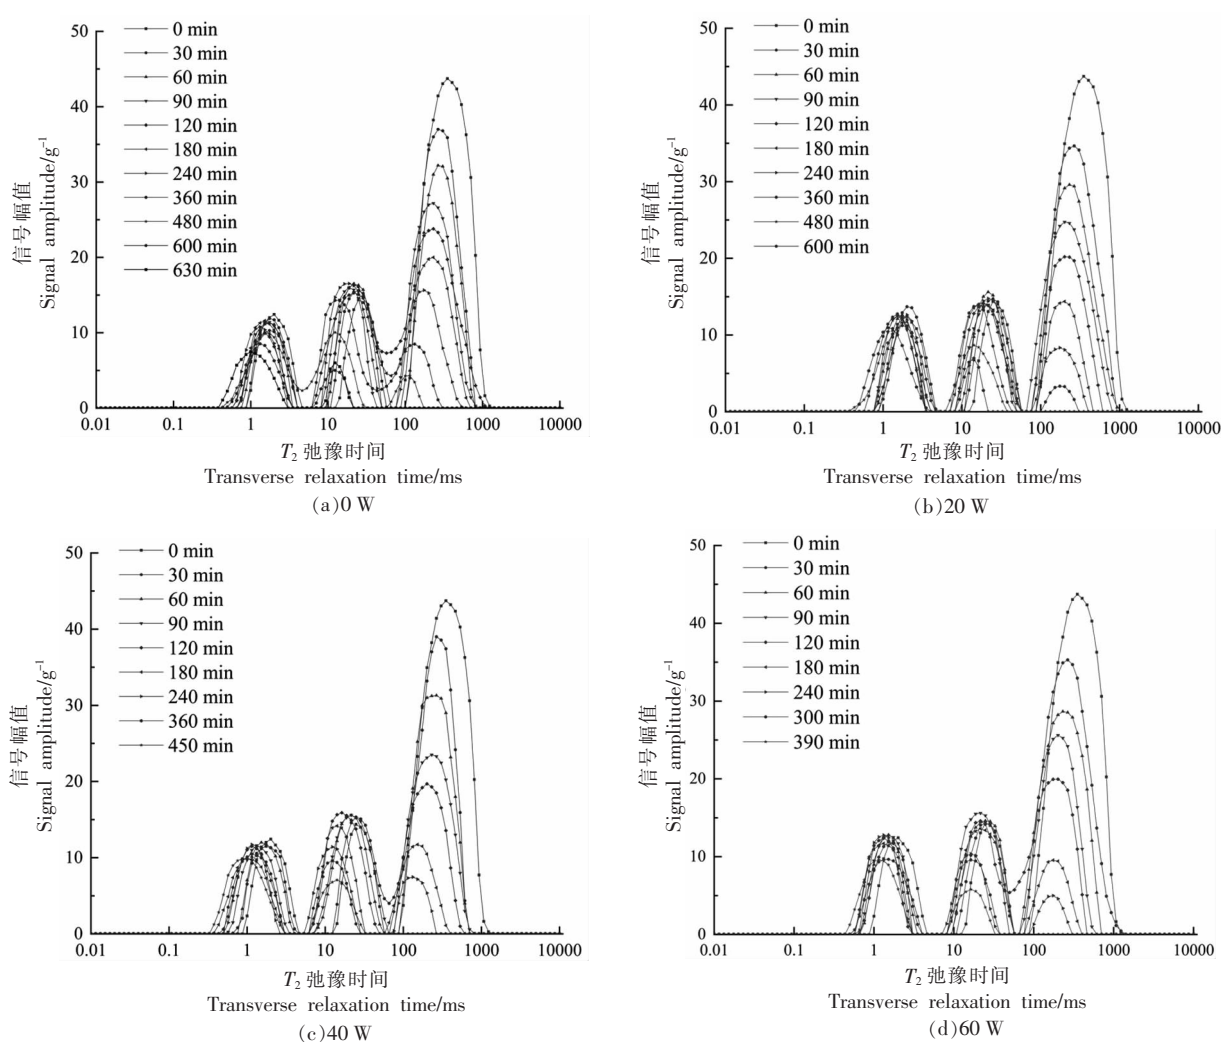 50
40
30
20
10
0
信号幅值
Signal amplitude/g⁻¹
0 min
30 min
60 min
90 min
120 min
180 min
240 min
360 min
480 min
600 min
630 min
0.01 0.1 1 10 100 1000 10000
T₂ 弛豫时间
Transverse relaxation time/ms
(a)0 W
50
40
30
20
10
0
信号幅值
Signal amplitude/g⁻¹
0 min
30 min
60 min
90 min
120 min
180 min
240 min
360 min
480 min
600 min
0.01 0.1 1 10 100 1000 10000
T₂ 弛豫时间
Transverse relaxation time/ms
(b)20 W
50
40
30
20
10
0
信号幅值
Signal amplitude/g⁻¹
0 min
30 min
60 min
90 min
120 min
180 min
240 min
360 min
450 min
0.01 0.1 1 10 100 1000 10000
T₂ 弛豫时间
Transverse relaxation time/ms
(c)40 W
50
40
30
20
10
0
信号幅值
Signal amplitude/g⁻¹
0 min
30 min
60 min
90 min
120 min
180 min
240 min
300 min
390 min
0.01 0.1 1 10 100 1000 10000
T₂ 弛豫时间
Transverse relaxation time/ms
(d)60 W